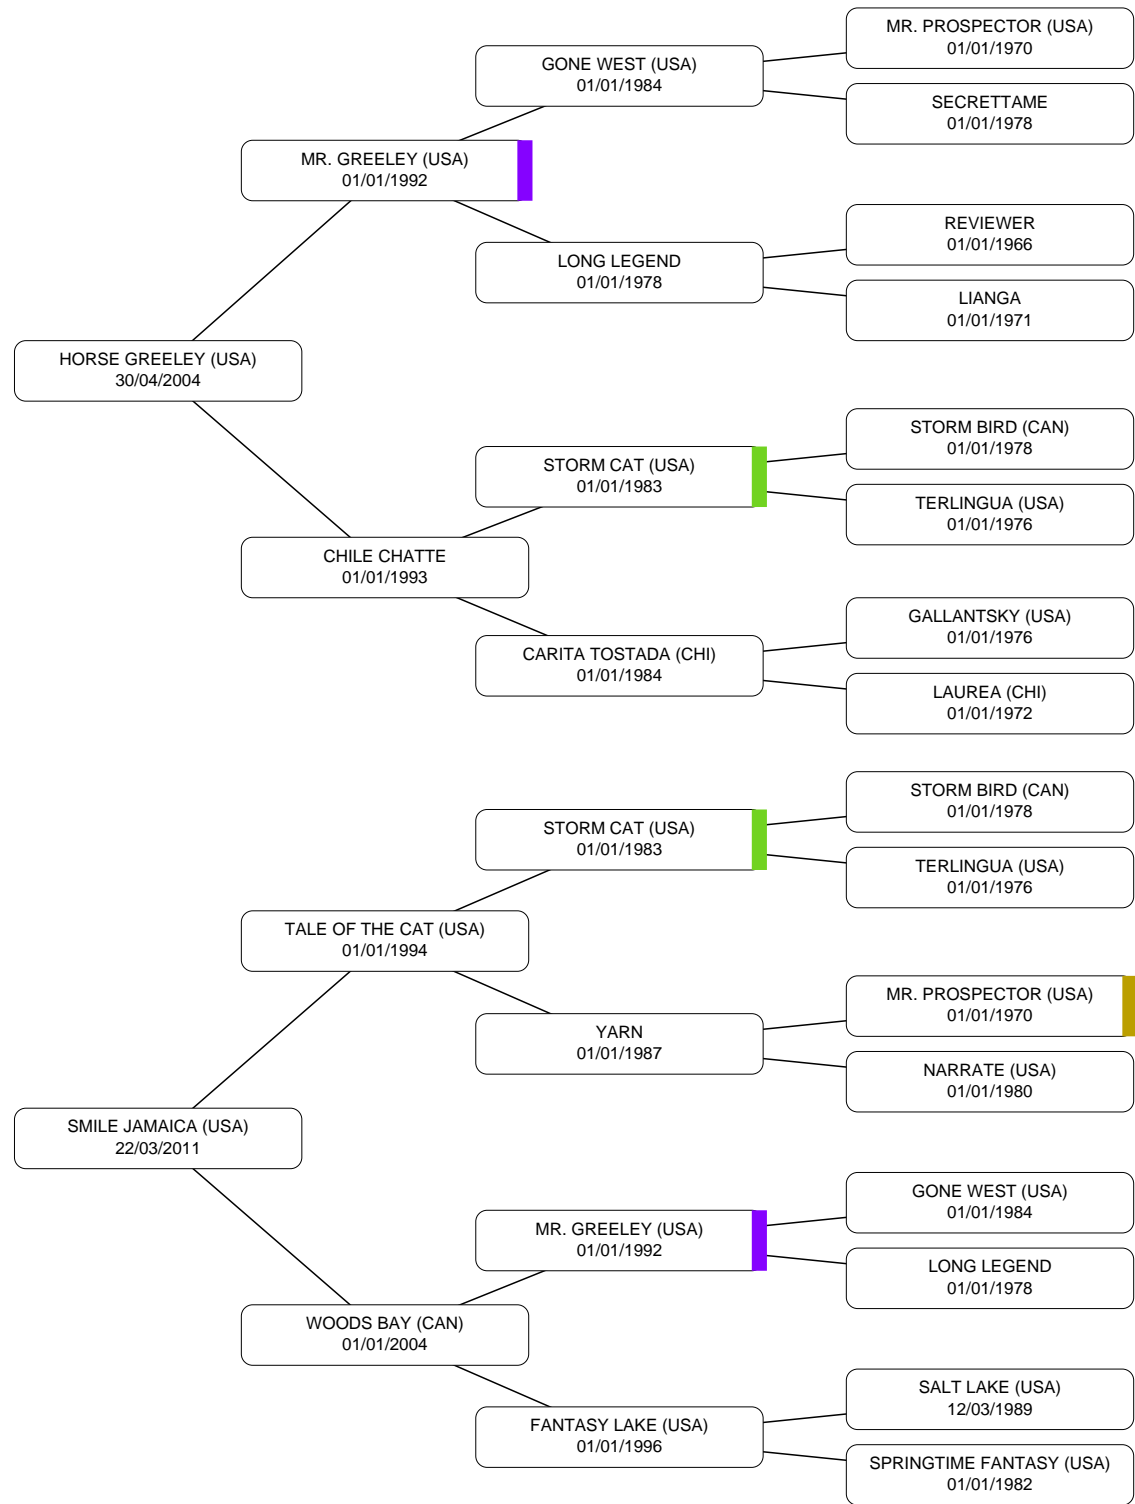 MR. PROSPECTOR (USA)
01/01/1970
GONE WEST (USA)
01/01/1984
SECRETTAME
01/01/1978
MR. GREELEY (USA)
01/01/1992
REVIEWER
01/01/1966
LONG LEGEND
01/01/1978
LIANGA
01/01/1971
HORSE GREELEY (USA)
30/04/2004
STORM BIRD (CAN)
01/01/1978
STORM CAT (USA)
01/01/1983
TERLINGUA (USA)
01/01/1976
CHILE CHATTE
01/01/1993
GALLANTSKY (USA)
01/01/1976
CARITA TOSTADA (CHI)
01/01/1984
LAUREA (CHI)
01/01/1972
STORM BIRD (CAN)
01/01/1978
STORM CAT (USA)
01/01/1983
TERLINGUA (USA)
01/01/1976
TALE OF THE CAT (USA)
01/01/1994
MR. PROSPECTOR (USA)
01/01/1970
YARN
01/01/1987
NARRATE (USA)
01/01/1980
SMILE JAMAICA (USA)
22/03/2011
GONE WEST (USA)
01/01/1984
MR. GREELEY (USA)
01/01/1992
LONG LEGEND
01/01/1978
WOODS BAY (CAN)
01/01/2004
SALT LAKE (USA)
12/03/1989
FANTASY LAKE (USA)
01/01/1996
SPRINGTIME FANTASY (USA)
01/01/1982